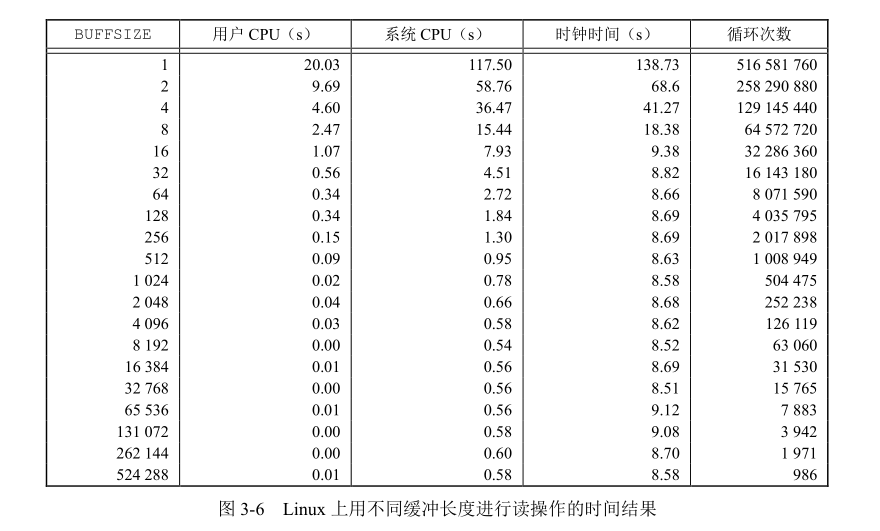 BUFFSIZE 用户 CPU（s） 系统 CPU（s） 时钟时间（s） 循环次数
1 20.03 117.50 138.73 516 581 760
2 9.69 58.76 68.6 258 290 880
4 4.60 36.47 41.27 129 145 440
8 2.47 15.44 18.38 64 572 720
16 1.07 7.93 9.38 32 286 360
32 0.56 4.51 8.82 16 143 180
64 0.34 2.72 8.66 8 071 590
128 0.34 1.84 8.69 4 035 795
256 0.15 1.30 8.69 2 017 898
512 0.09 0.95 8.63 1 008 949
1 024 0.02 0.78 8.58 504 475
2 048 0.04 0.66 8.68 252 238
4 096 0.03 0.58 8.62 126 119
8 192 0.00 0.54 8.52 63 060
16 384 0.01 0.56 8.69 31 530
32 768 0.00 0.56 8.51 15 765
65 536 0.01 0.56 9.12 7 883
131 072 0.00 0.58 9.08 3 942
262 144 0.00 0.60 8.70 1 971
524 288 0.01 0.58 8.58 986
图 3-6 Linux 上用不同缓冲长度进行读操作的时间结果